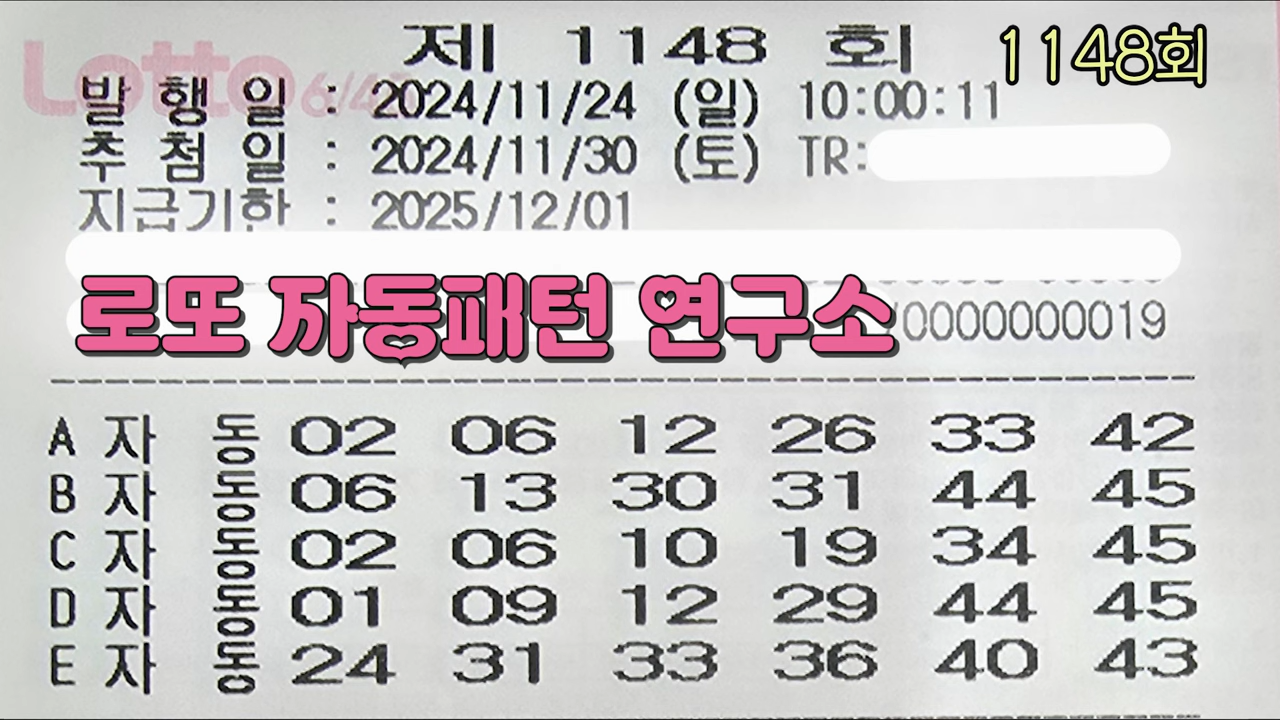 제 1148 회
1148회
Lotto 6/45
발 행 일 : 2024/11/24 (일) 10:00:11
추 첨 일 : 2024/11/30 (토) TR:
지급기한 : 2025/12/01
로또 자동패턴 연구소
/0000000019
A 자 동 02 06 12 26 33 42
B 자 동 06 13 30 31 44 45
C 자 동 02 06 10 19 34 45
D 자 동 01 09 12 29 44 45
E 자 동 24 31 33 36 40 43